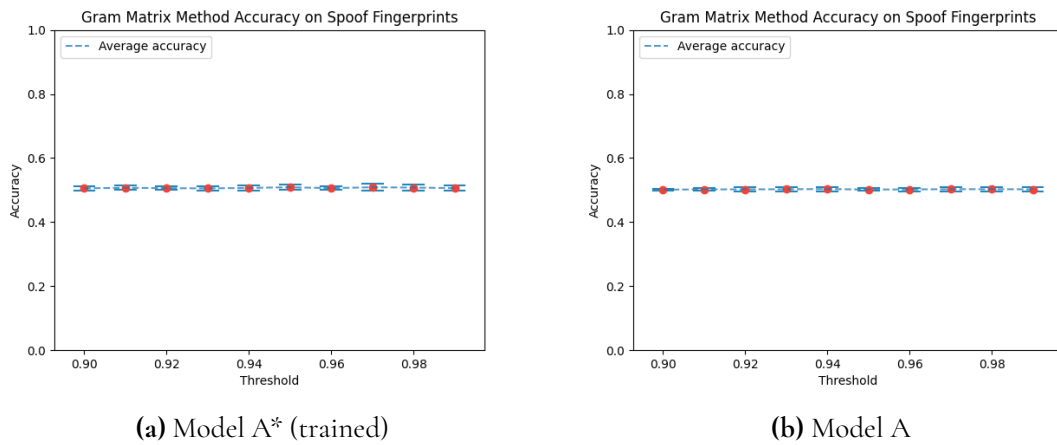 Gram Matrix Method Accuracy on Spoof Fingerprints
1.0
0.8
0.6
0.4
0.2
0.0
Accuracy
Average accuracy
0.90
0.92
0.94
0.96
0.98
Threshold
(a) Model A* (trained)
Gram Matrix Method Accuracy on Spoof Fingerprints
1.0
0.8
0.6
0.4
0.2
0.0
Accuracy
Average accuracy
0.90
0.92
0.94
0.96
0.98
Threshold
(b) Model A